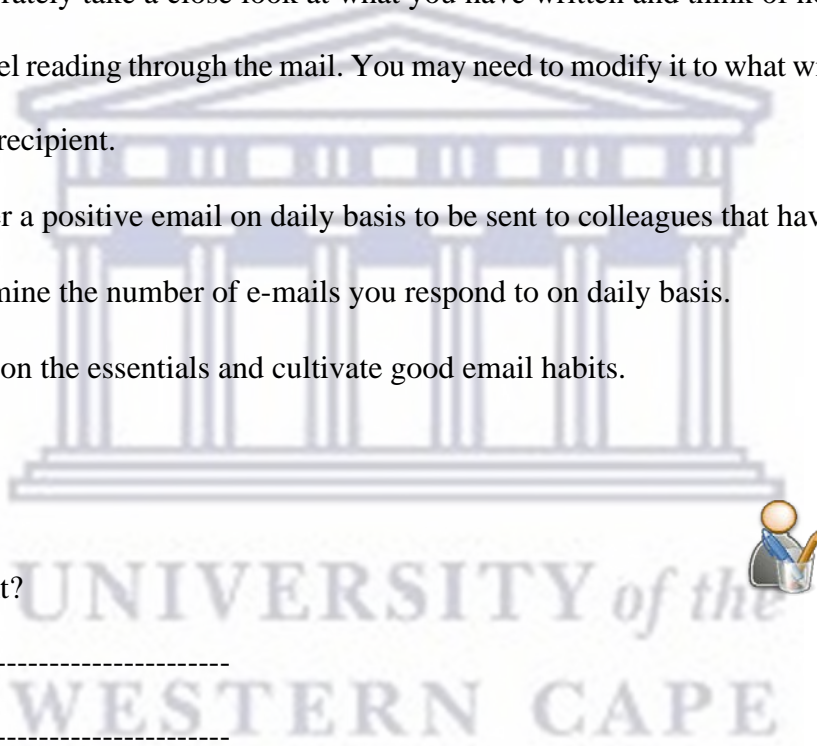 rately take a close look at what you have written and think of
el reading through the mail. You may need to modify it to what
recipient.
r a positive email on daily basis to be sent to colleagues that
mine the number of e-mails you respond to on daily basis.
on the essentials and cultivate good email habits.
t?
UNIVERSITY of the
----------------------
WESTERN CAPE
----------------------